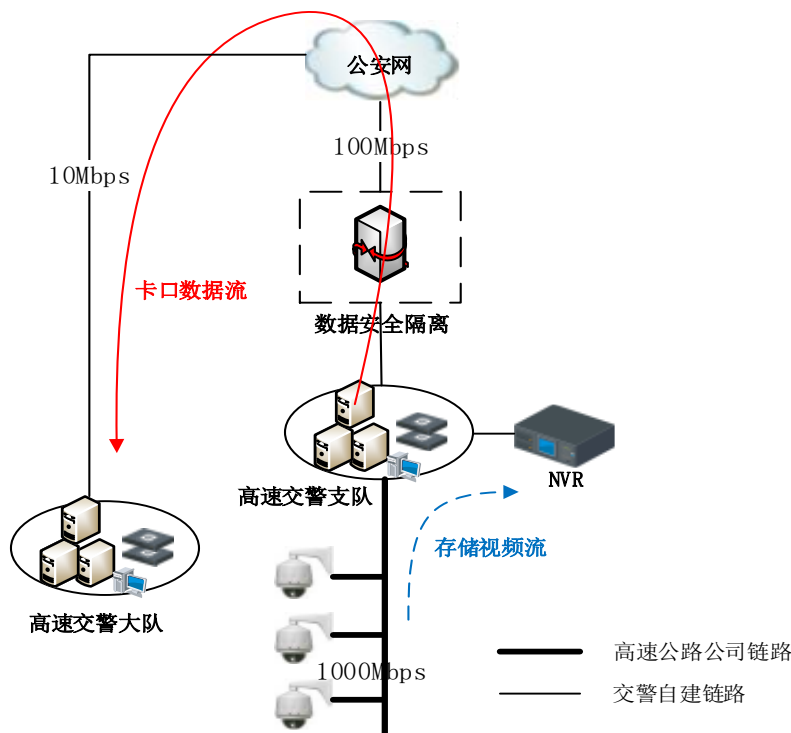 公安网
100Mbps
10Mbps
卡口数据流
数据安全隔离
NVR
高速交警支队
存储视频流
高速交警大队
1000Mbps
高速公路公司链路
交警自建链路